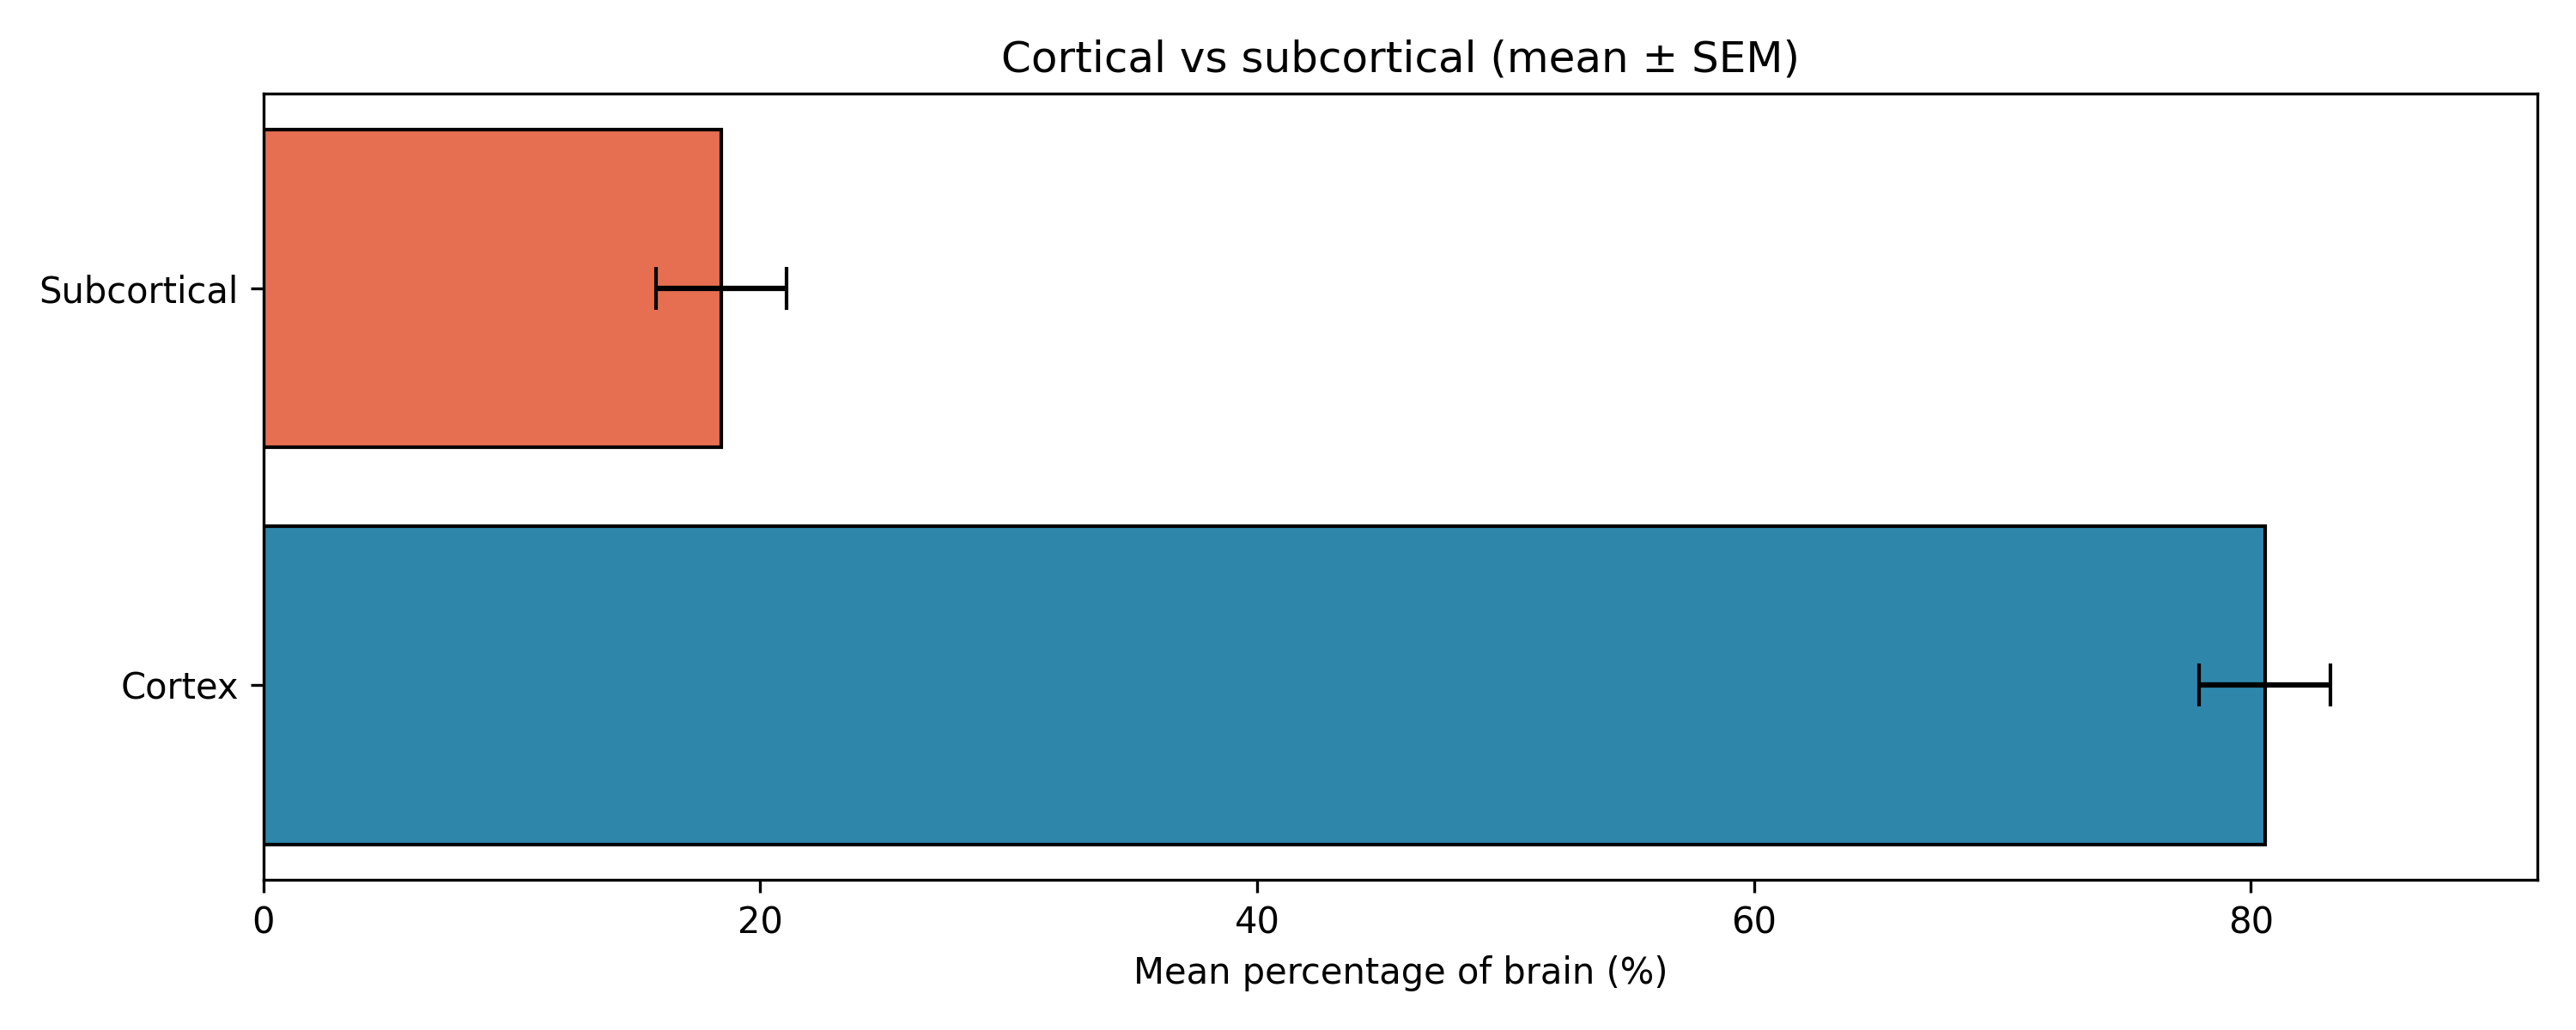 Cortical vs subcortical (mean ± SEM)
Subcortical
Cortex
0 20 40 60 80
Mean percentage of brain (%)